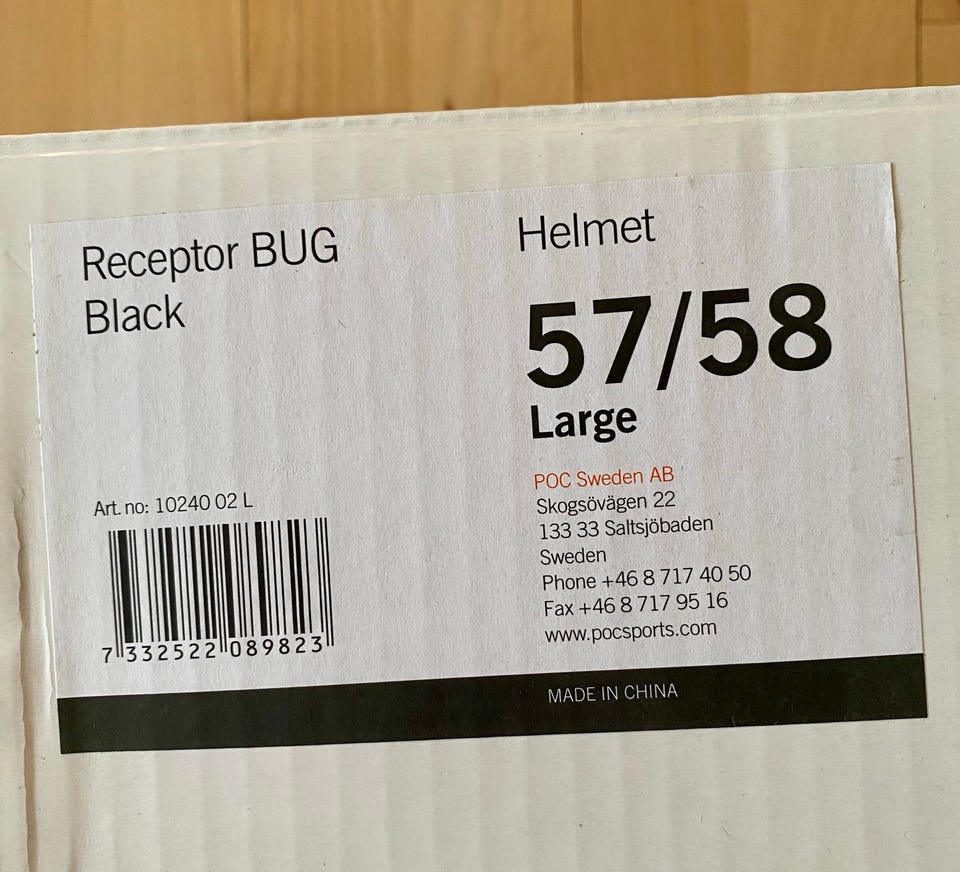 Receptor BUG
Black
Art. no: 10240 02 L
7 332522 089823
Helmet
57/58
Large
POC Sweden AB
Skogsövägen 22
133 33 Saltsjöbaden
Sweden
Phone +46 8 717 40 50
Fax +46 8 717 95 16
www.pocsports.com
MADE IN CHINA